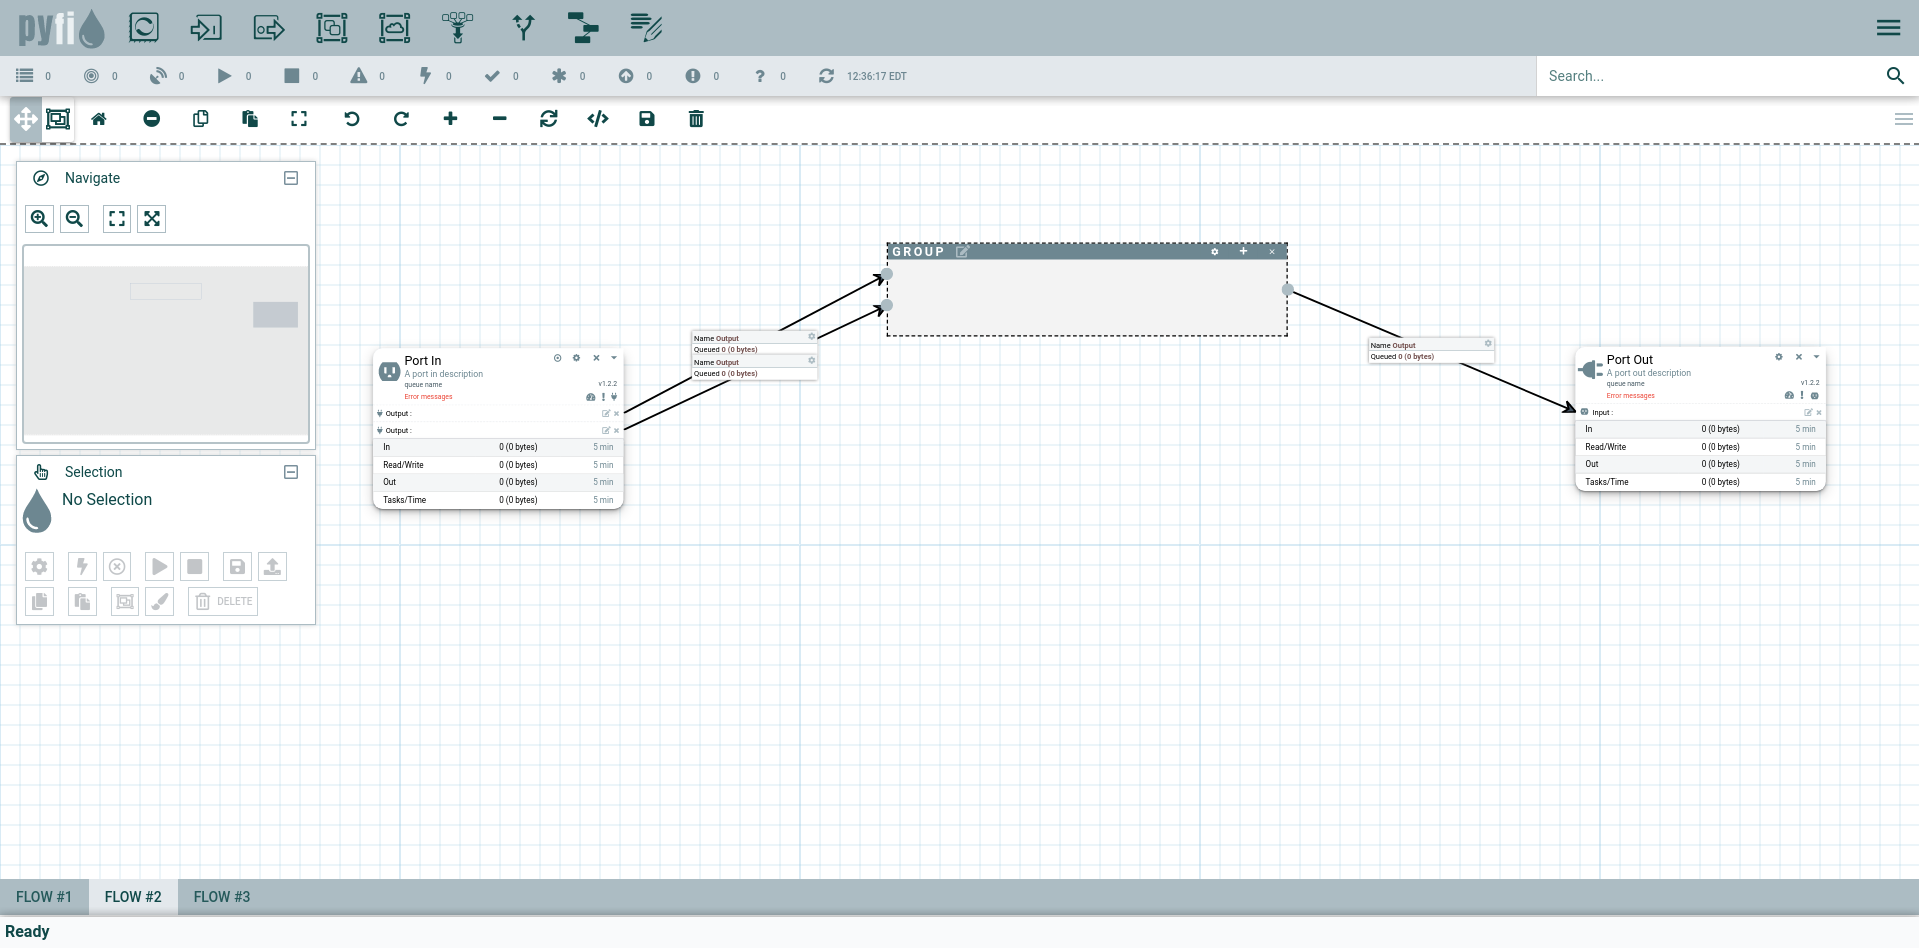 pyfi
0 0 0 0 0 0 0 0 0 0 0 0 12:36:17 EDT
Search...
Navigate
Selection
No Selection
DELETE
GROUP
Name Output
Queued 0 (0 bytes)
Name Output
Queued 0 (0 bytes)
Name Output
Queued 0 (0 bytes)
Port In
A port in description
queue name
v1.2.2
Error messages
Output :
Output :
In 0 (0 bytes) 5 min
Read/Write 0 (0 bytes) 5 min
Out 0 (0 bytes) 5 min
Tasks/Time 0 (0 bytes) 5 min
Port Out
A port out description
queue name
v1.2.2
Error messages
Input :
In 0 (0 bytes) 5 min
Read/Write 0 (0 bytes) 5 min
Out 0 (0 bytes) 5 min
Tasks/Time 0 (0 bytes) 5 min
FLOW #1 FLOW #2 FLOW #3
Ready